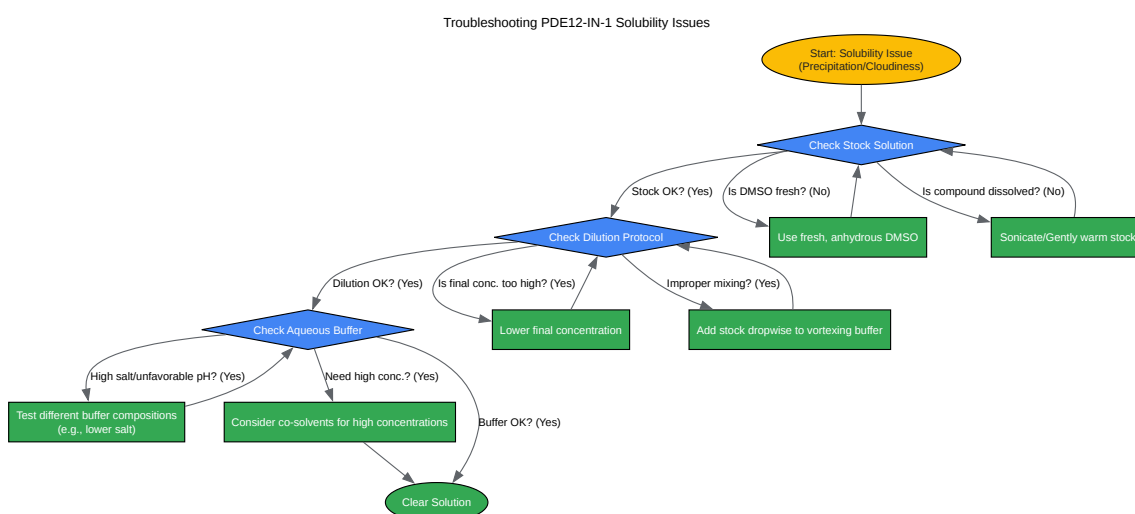 Troubleshooting PDE12-IN-1 Solubility Issues
Start: Solubility Issue
(Precipitation/Cloudiness)
Check Stock Solution
Stock OK? (Yes)
Is DMSO fresh? (No)
Is compound dissolved? (No)
Check Dilution Protocol
Use fresh, anhydrous DMSO
Sonicate/Gently warm stock
Dilution OK? (Yes)
Is final conc. too high? (Yes)
Improper mixing? (Yes)
Check Aqueous Buffer
Lower final concentration
Add stock dropwise to vortexing buffer
High salt/unfavorable pH? (Yes)
Need high conc.? (Yes)
Test different buffer compositions
(e.g., lower salt)
Consider co-solvents for high concentrations
Buffer OK? (Yes)
Clear Solution